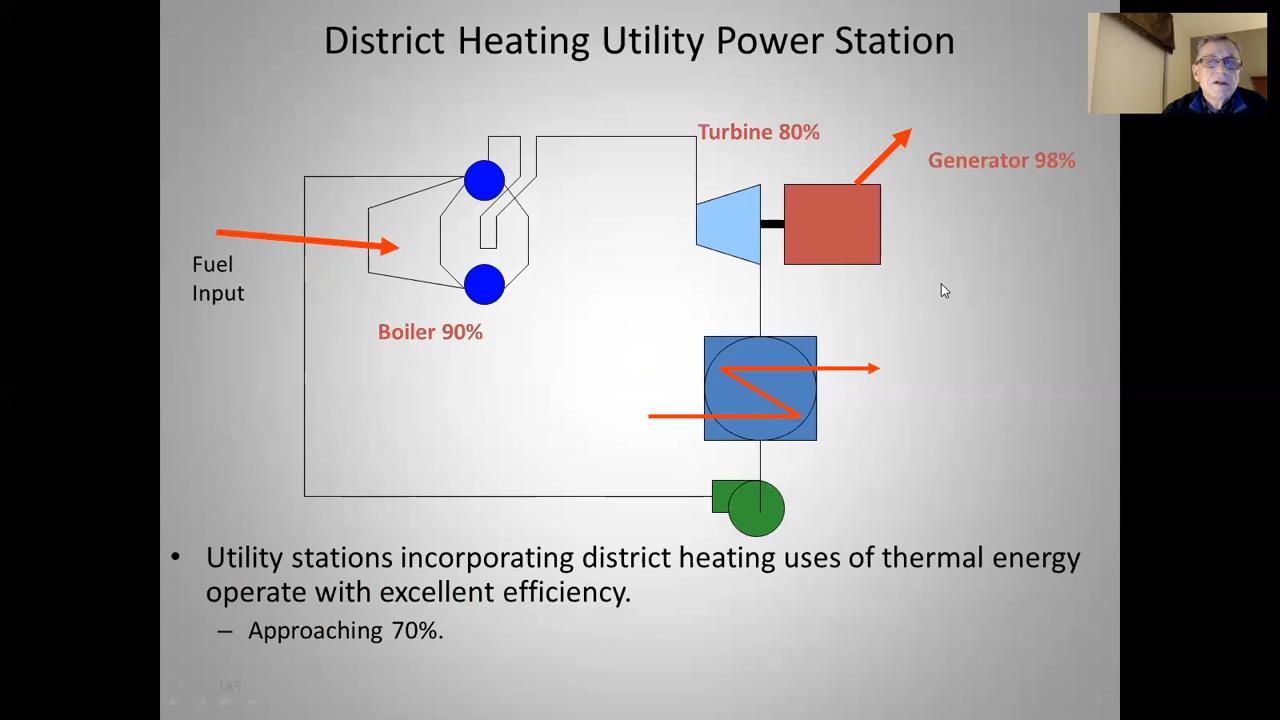 District Heating Utility Power Station
Turbine 80%
Generator 98%
Fuel
Input
Boiler 90%
• Utility stations incorporating district heating uses of thermal energy
operate with excellent efficiency.
– Approaching 70%.
185